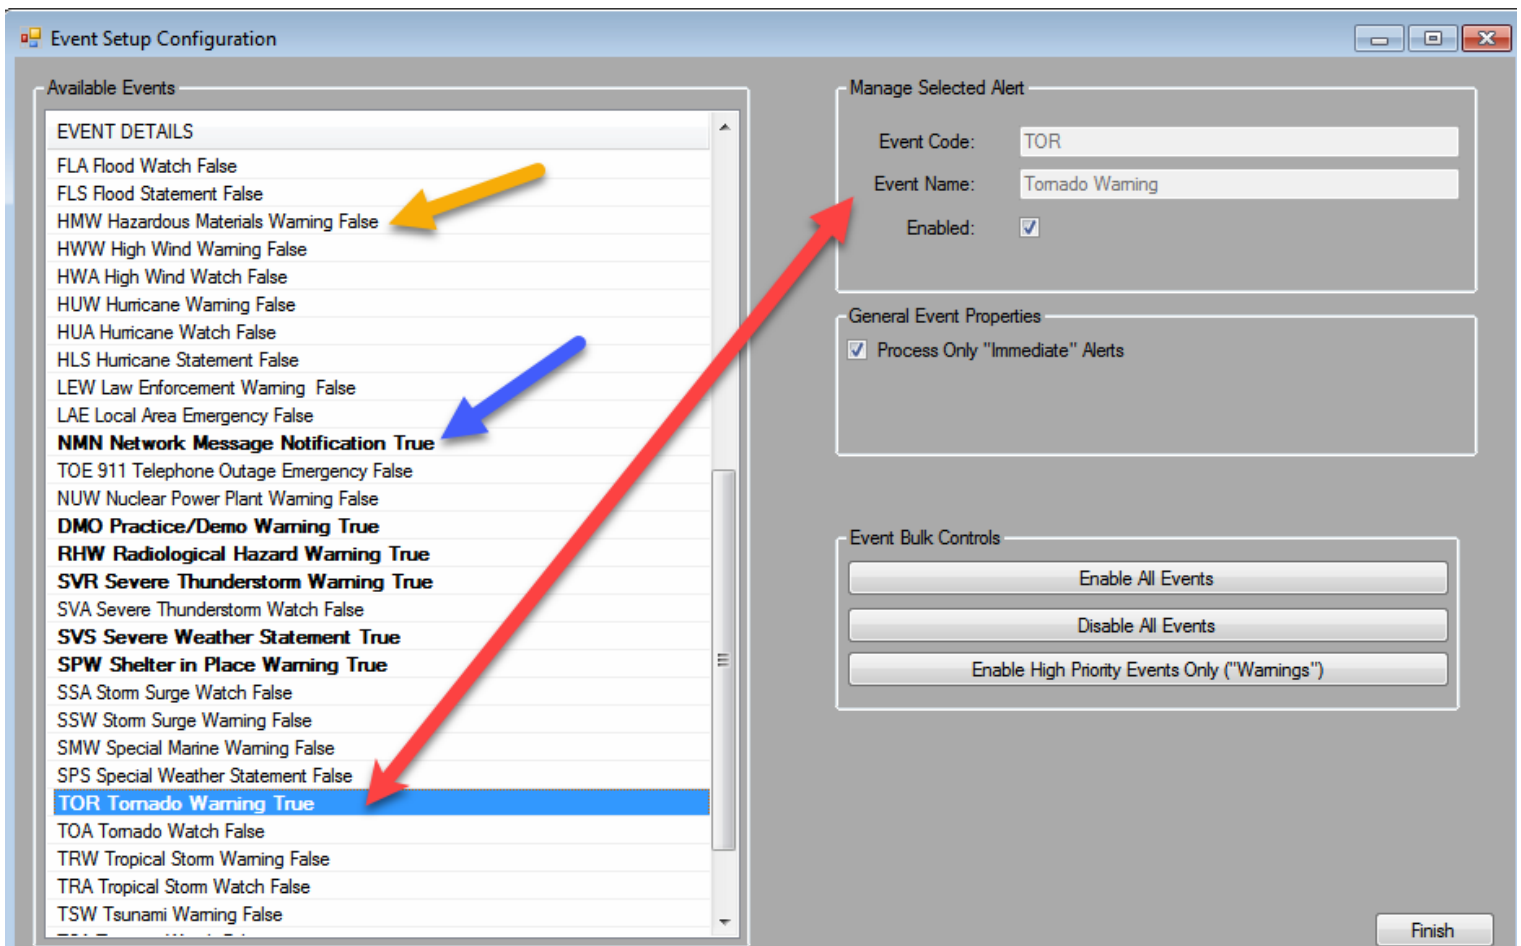 Event Setup Configuration
Available Events
EVENT DETAILS
FLA Flood Watch False
FLS Flood Statement False
HMW Hazardous Materials Warning False
HWW High Wind Warning False
HWA High Wind Watch False
HUW Hurricane Warning False
HUA Hurricane Watch False
HLS Hurricane Statement False
LEW Law Enforcement Warning  False
LAE Local Area Emergency False
NMN Network Message Notification True
TOE 911 Telephone Outage Emergency False
NUW Nuclear Power Plant Warning False
DMO Practice/Demo Warning True
RHW Radiological Hazard Warning True
SVR Severe Thunderstorm Warning True
SVA Severe Thunderstorm Watch False
SVS Severe Weather Statement True
SPW Shelter in Place Warning True
SSA Storm Surge Watch False
SSW Storm Surge Warning False
SMW Special Marine Warning False
SPS Special Weather Statement False
TOR Tornado Warning True
TOA Tornado Watch False
TRW Tropical Storm Warning False
TRA Tropical Storm Watch False
TSW Tsunami Warning False
Manage Selected Alert
Event Code: TOR
Event Name: Tornado Warning
Enabled:
General Event Properties
Process Only "Immediate" Alerts
Event Bulk Controls
Enable All Events
Disable All Events
Enable High Priority Events Only ("Warnings")
Finish